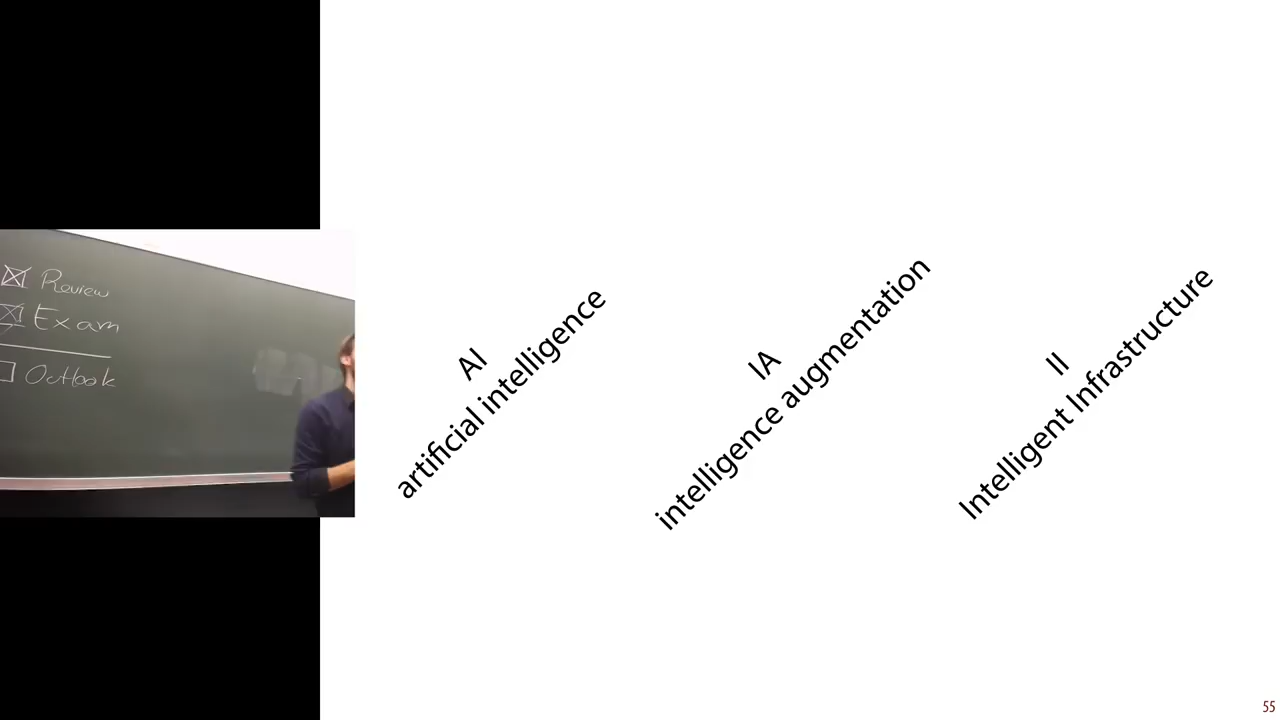 Review
Exam
Outlook
AI
artificial intelligence
IA
intelligence augmentation
II
Intelligent Infrastructure
55